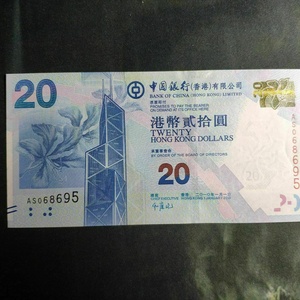 中國銀行(香港)有限公司
BANK OF CHINA (HONG KONG) LIMITED
20
PROMISES TO PAY THE BEARER
ON DEMAND AT ITS OFFICE HERE
港幣貳拾圓
TWENTY
HONG KONG DOLLARS
BY ORDER OF THE BOARD OF DIRECTORS
20
AS068695
AS068695